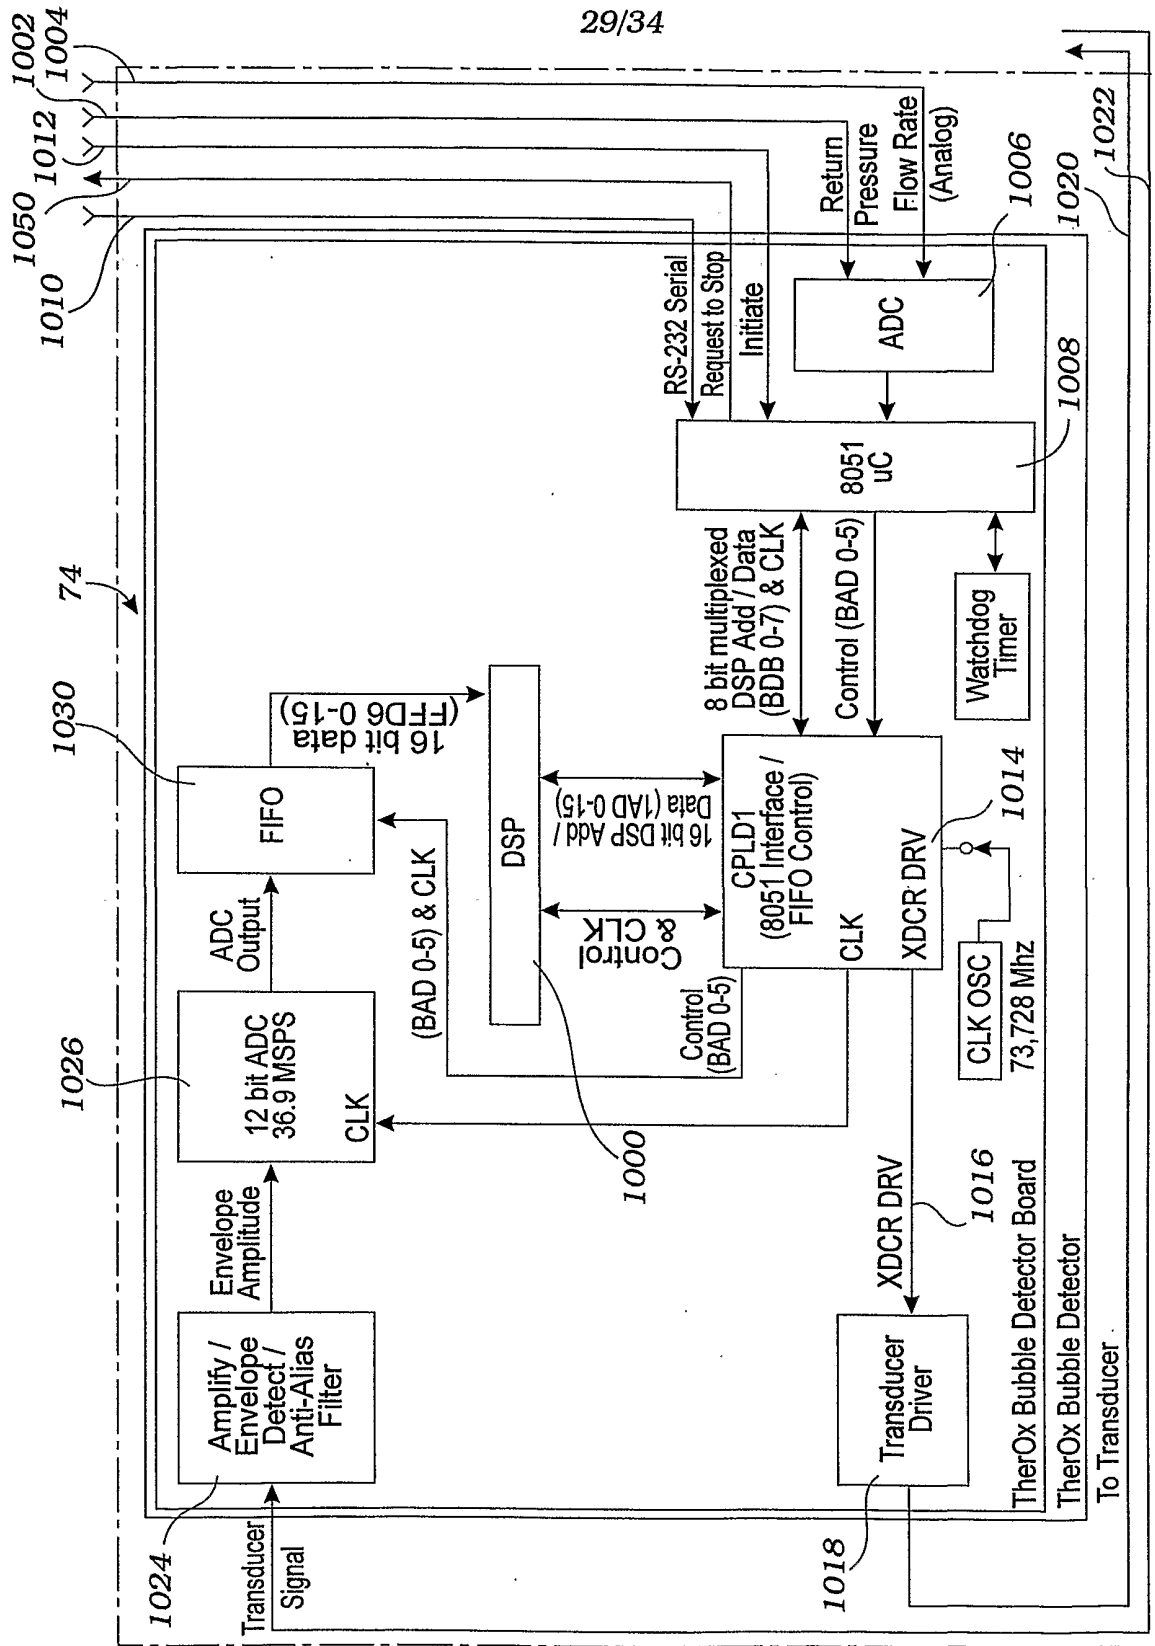 29/34
74
1010
1050
1012
1002
1004
Transducer
Signal
1024
Amplify /
Envelope
Detect /
Anti-Alias
Filter
Envelope
Amplitude
1026
12 bit ADC
36.9 MSPS
CLK
ADC
Output
1030
FIFO
16 bit data
(FFD6 0-15)
(BAD 0-5) & CLK
1000
DSP
Control
& CLK
16 bit DSP Add /
Data (1AD 0-15)
Control
(BAD 0-5)
CPLD1
(8051 Interface /
FIFO Control)
CLK
XDCR DRV
1014
CLK OSC
73,728 Mhz
8 bit multiplexed
DSP Add / Data
(BDB 0-7) & CLK
Control (BAD 0-5)
Watchdog
Timer
8051
uC
1008
RS-232 Serial
Request to Stop
Initiate
Return
Pressure
Flow Rate
(Analog)
ADC
1006
XDCR DRV
1016
Transducer
Driver
1018
1020
1022
TherOx Bubble Detector Board
TherOx Bubble Detector
To Transducer